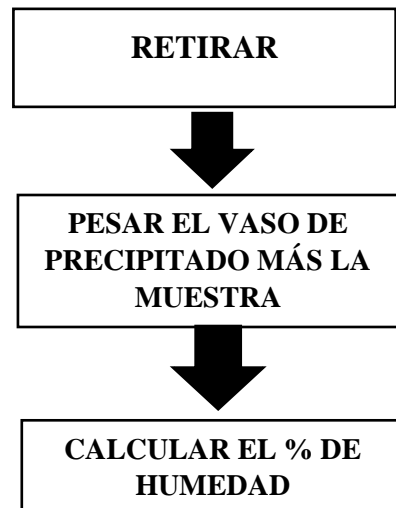 RETIRAR
PESAR EL VASO DE
PRECIPITADO MÁS LA
MUESTRA
CALCULAR EL % DE
HUMEDAD